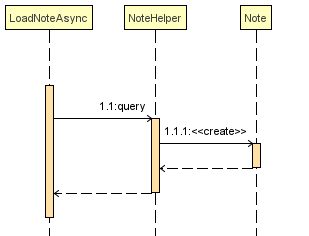 LoadNoteAsync
NoteHelper
Note
1.1:query
1.1.1:<<create>>